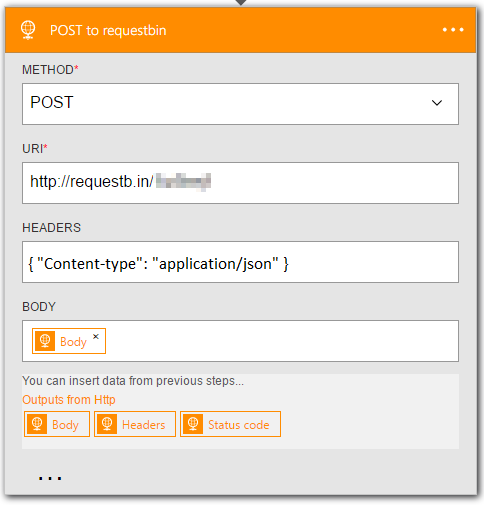 POST to requestbin
METHOD*
POST
URI*
http://requestb.in/
HEADERS
{ "Content-type": "application/json" }
BODY
Body ×
You can insert data from previous steps...
Outputs from Http
Body Headers Status code
...